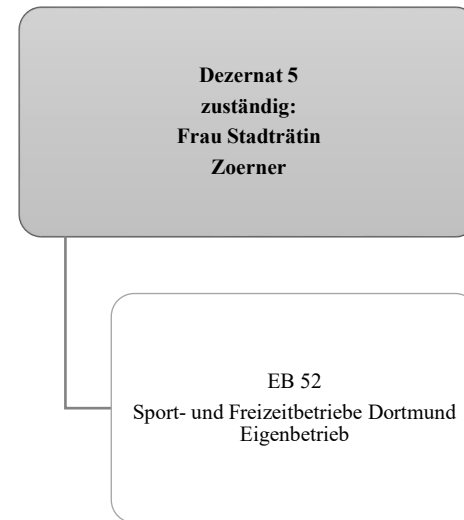 Dezernat 5
zuständig:
Frau Stadträtin
Zoerner
EB 52
Sport- und Freizeitbetriebe Dortmund
Eigenbetrieb